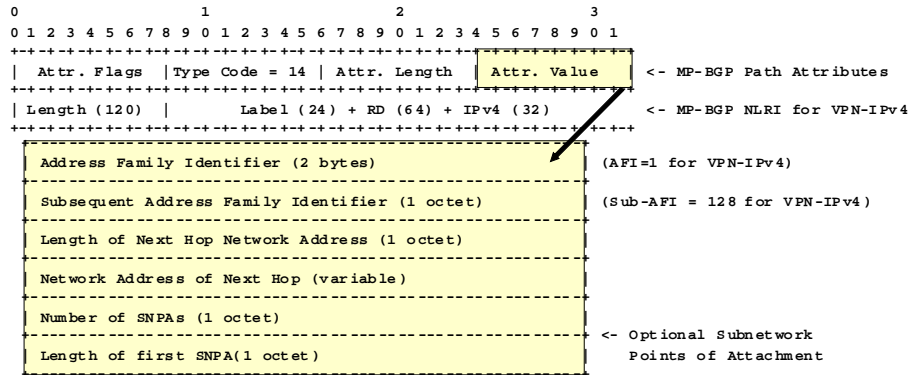 0 1 2 3
0 1 2 3 4 5 6 7 8 9 0 1 2 3 4 5 6 7 8 9 0 1 2 3 4 5 6 7 8 9 0 1
+-+-+-+-+-+-+-+-+-+-+-+-+-+-+-+-+-+-+-+-+-+-+-+-+-+-+-+-+-+-+-+-+
| Attr. Flags |Type Code = 14 | Attr. Length | Attr. Value | <- MP-BGP Path Attributes
+-+-+-+-+-+-+-+-+-+-+-+-+-+-+-+-+-+-+-+-+-+-+-+-+-+-+-+-+-+-+-+-+
| Length (120) | Label (24) + RD (64) + IPv4 (32) <- MP-BGP NLRI for VPN-IPv4
+-+-+-+-+-+-+-+-+-+-+-+-+-+-+-+-+-+-+-+-+-+-+-+-+-+-+-+-+-+-+-+-+
| Address Family Identifier (2 bytes) | (AFI=1 for VPN-IPv4)
| Subsequent Address Family Identifier (1 octet) | (Sub-AFI = 128 for VPN-IPv4)
| Length of Next Hop Network Address (1 octet) |
| Network Address of Next Hop (variable) |
| Number of SNPAs (1 octet) |
<- Optional Subnetwork
| Length of first SNPA(1 octet) | Points of Attachment